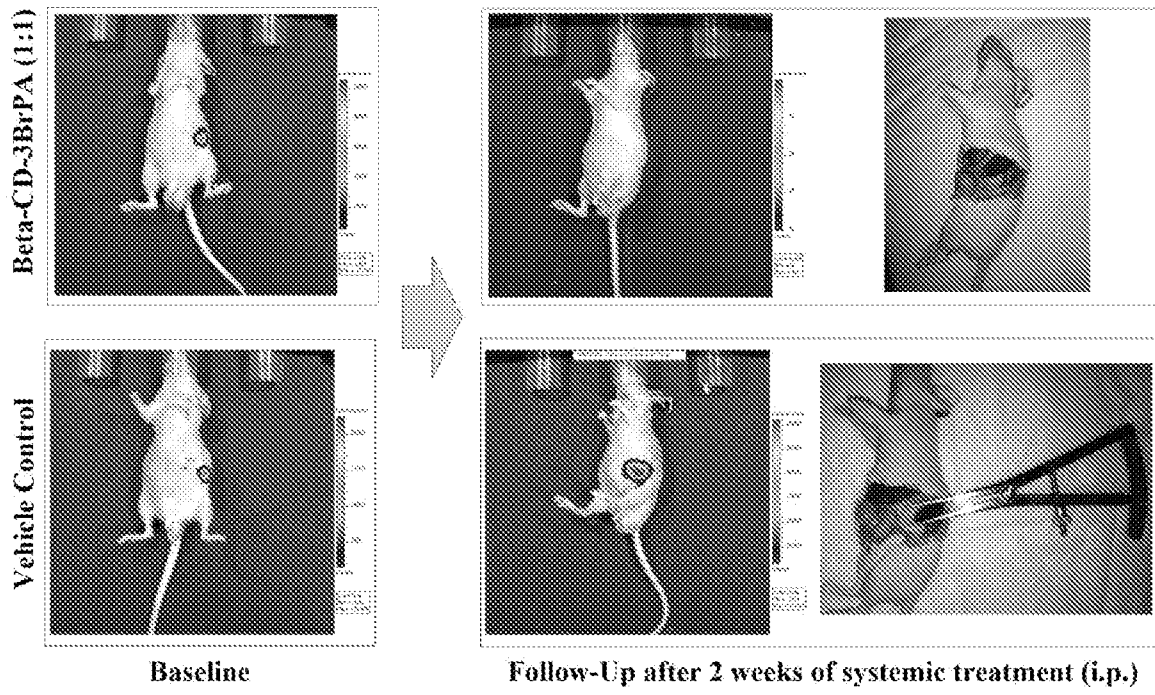 Beta-CD-3BrPA (1:1)
Vehicle Control
Baseline
Follow-Up after 2 weeks of systemic treatment (i.p.)